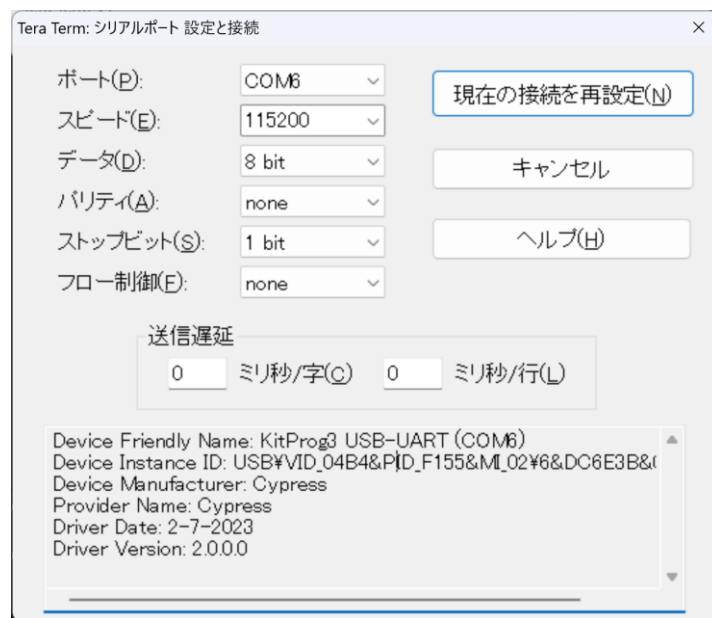 Tera Term: シリアルポート 設定と接続
ポート(P): COM6
現在の接続を再設定(N)
スピード(E): 115200
データ(D): 8 bit
キャンセル
パリティ(A): none
ストップビット(S): 1 bit
ヘルプ(H)
フロー制御(F): none
送信遅延
0 ミリ秒/字(C) 0 ミリ秒/行(L)
Device Friendly Name: KitProg3 USB-UART (COM6)
Device Instance ID: USB¥VID_04B4&PID_F155&MI_02¥6&DC6E3B&
Device Manufacturer: Cypress
Provider Name: Cypress
Driver Date: 2-7-2023
Driver Version: 2.0.0.0